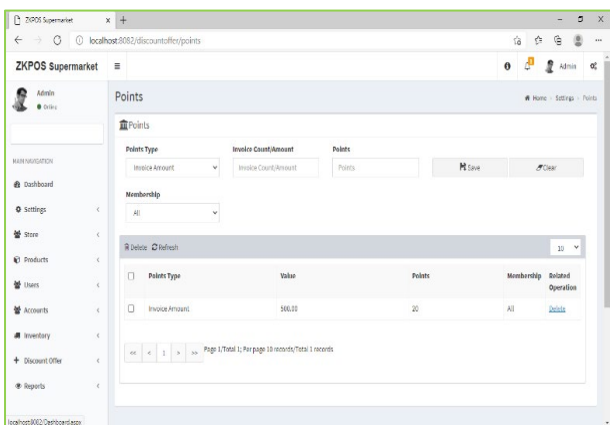 ZKPOS Supermarket
localhost:8082/discountoffer/points
ZKPOS Supermarket
Admin
Admin
Online
Points
Home - Settings - Points
Points
Points Type
Invoice Count/Amount
Points
Invoice Amount
Invoice Count/Amount
Points
Save
Clear
MAIN NAVIGATION
Dashboard
Settings
Store
Products
Users
Accounts
Inventory
Discount Offer
Reports
Membership
All
Delete
Refresh
10
Points Type
Value
Points
Membership
Related Operation
Invoice Amount
500.00
20
All
Delete
<< < 1 > >> Page 1/Total 1; Per page 10 records/Total 1 records
localhost:8082/Dashboard.aspx